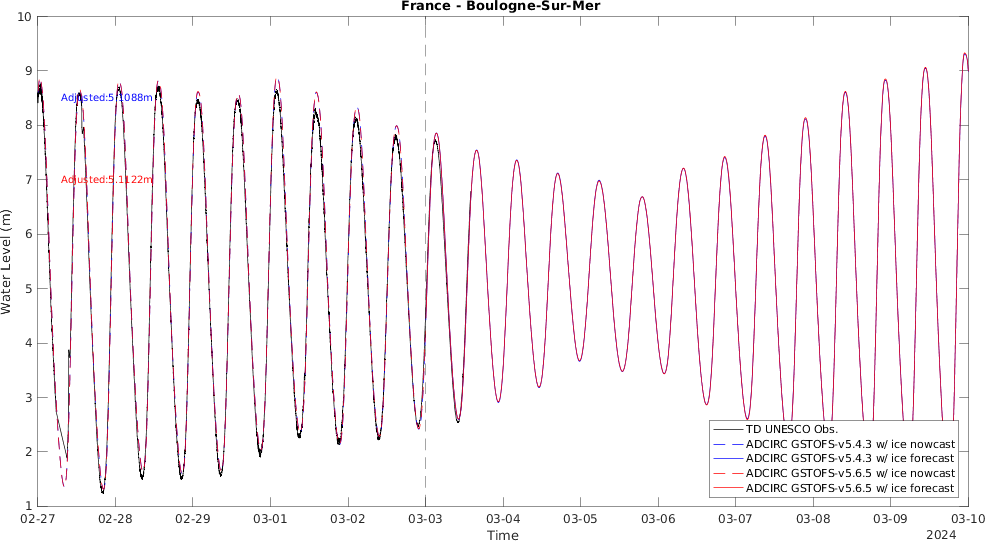 France - Boulogne-Sur-Mer
10
9
8
7
6
5
4
3
2
1
Water Level (m)
Adjusted:5.1088m
Adjusted:5.1122m
TD UNESCO Obs.
ADCIRC GSTOFS-v5.4.3 w/ ice nowcast
ADCIRC GSTOFS-v5.4.3 w/ ice forecast
ADCIRC GSTOFS-v5.6.5 w/ ice nowcast
ADCIRC GSTOFS-v5.6.5 w/ ice forecast
02-27 02-28 02-29 03-01 03-02 03-03 03-04 03-05 03-06 03-07 03-08 03-09 03-10
Time
2024